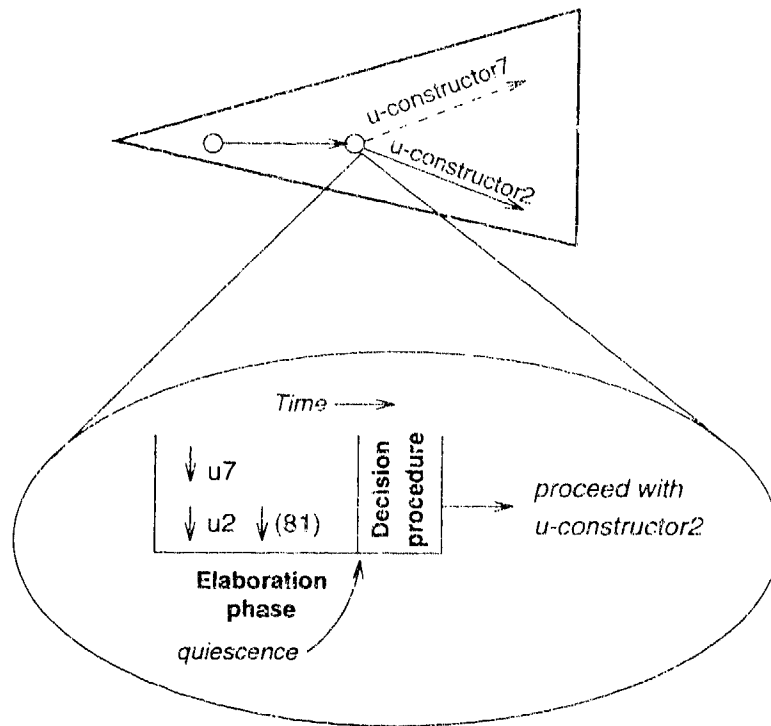 u-constructor7
u-constructor2
Time
u7
u2 (81)
Decision
procedure
proceed with
u-constructor2
Elaboration
phase
quiescence